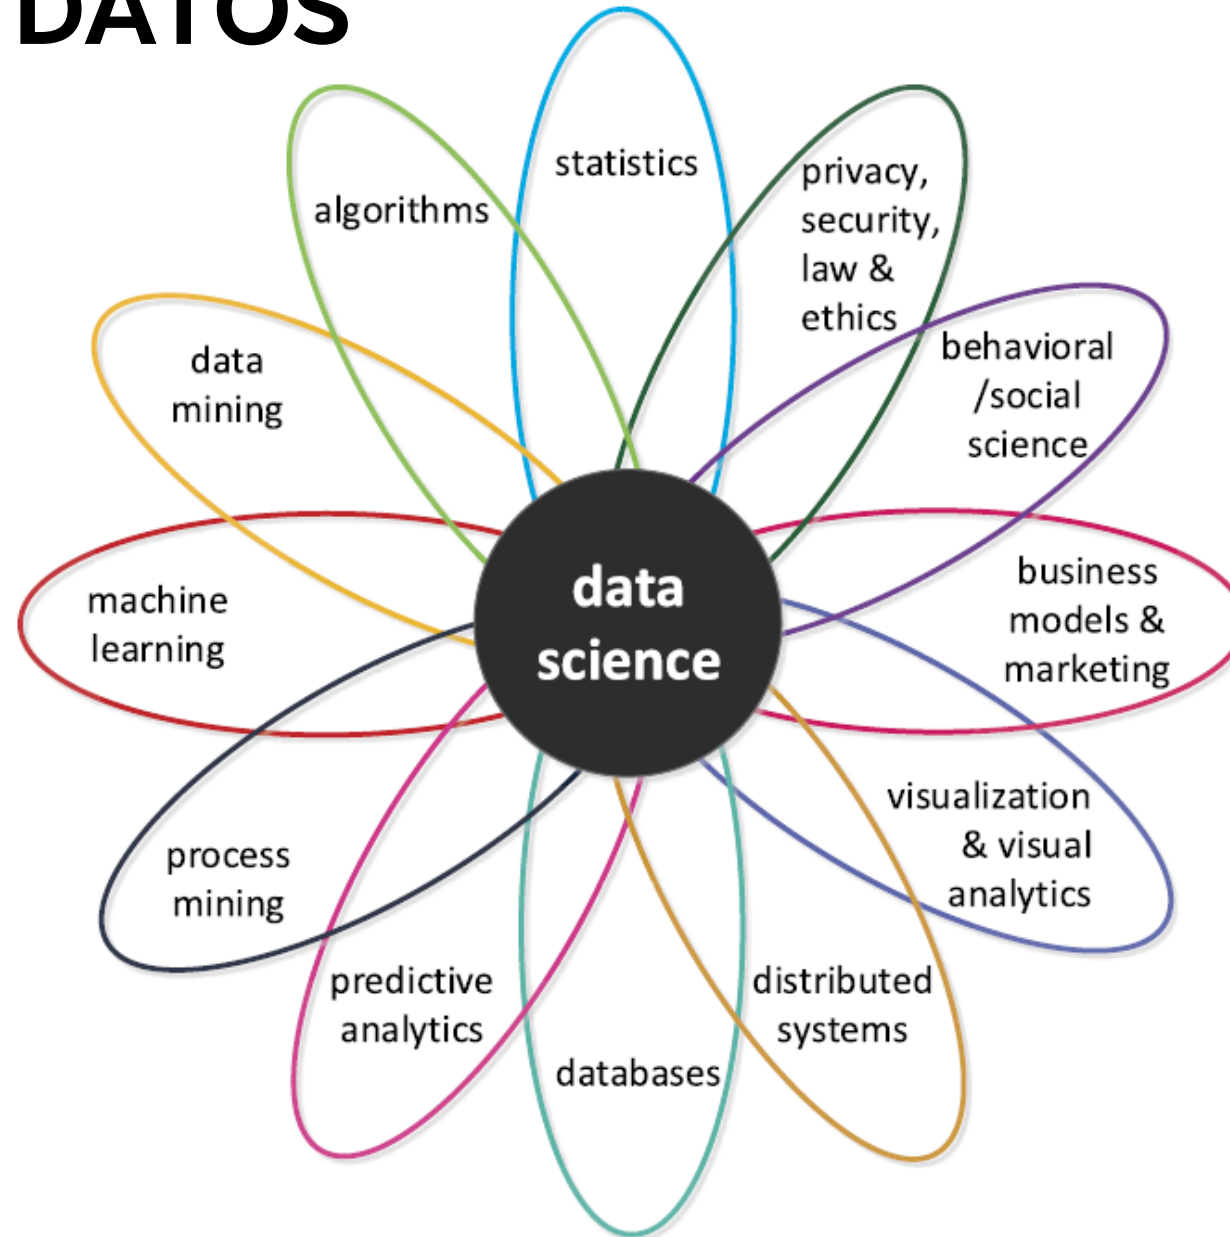 DATOS
statistics
privacy,
security,
law &
ethics
algorithms
behavioral
/social
science
data
mining
business
models &
marketing
machine
learning
data
science
visualization
& visual
analytics
process
mining
predictive
analytics
distributed
systems
databases